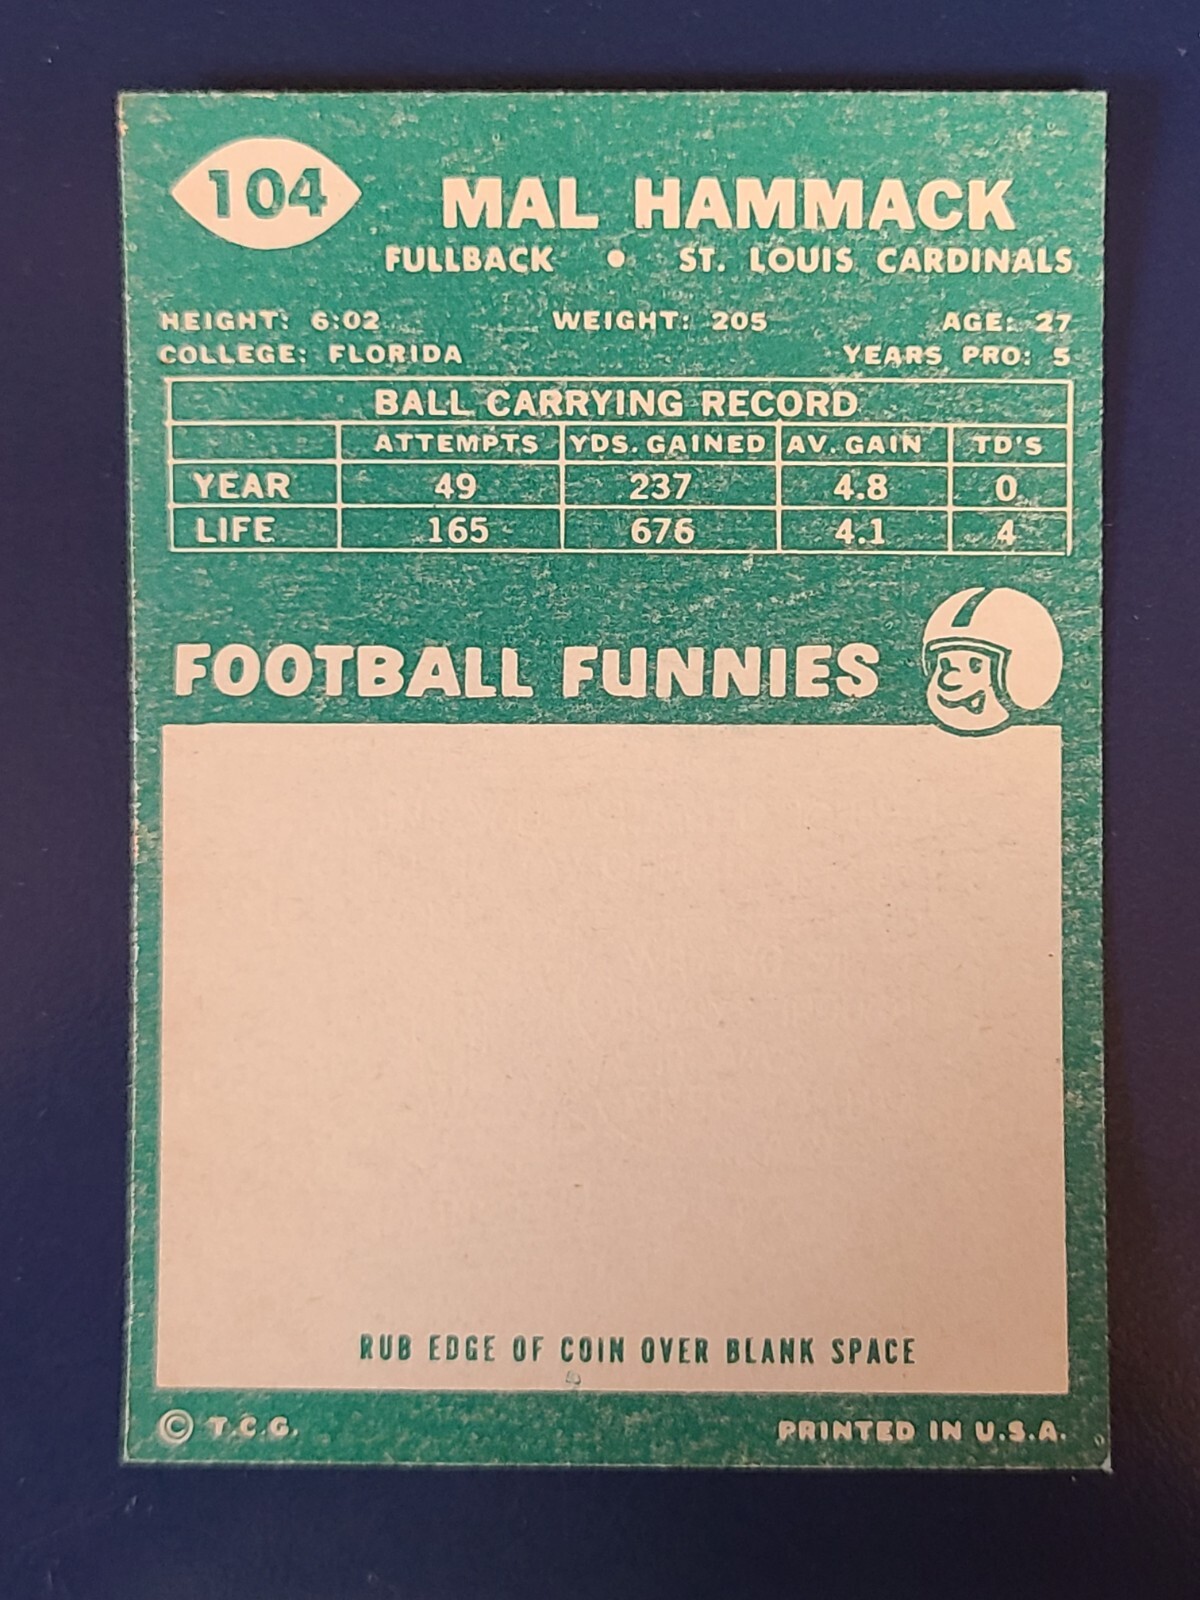 104
MAL HAMMACK
FULLBACK • ST. LOUIS CARDINALS
HEIGHT: 6:02 WEIGHT: 205 AGE: 27
COLLEGE: FLORIDA YEARS PRO: 5
BALL CARRYING RECORD
ATTEMPTS YDS. GAINED AV. GAIN TD'S
YEAR 49 237 4.8 0
LIFE 165 676 4.1 4
FOOTBALL FUNNIES
RUB EDGE OF COIN OVER BLANK SPACE
© T.C.G. PRINTED IN U.S.A.